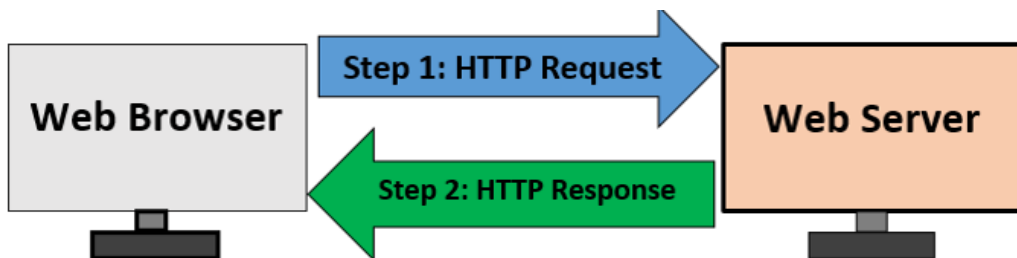 Web Browser
Step 1: HTTP Request
Web Server
Step 2: HTTP Response